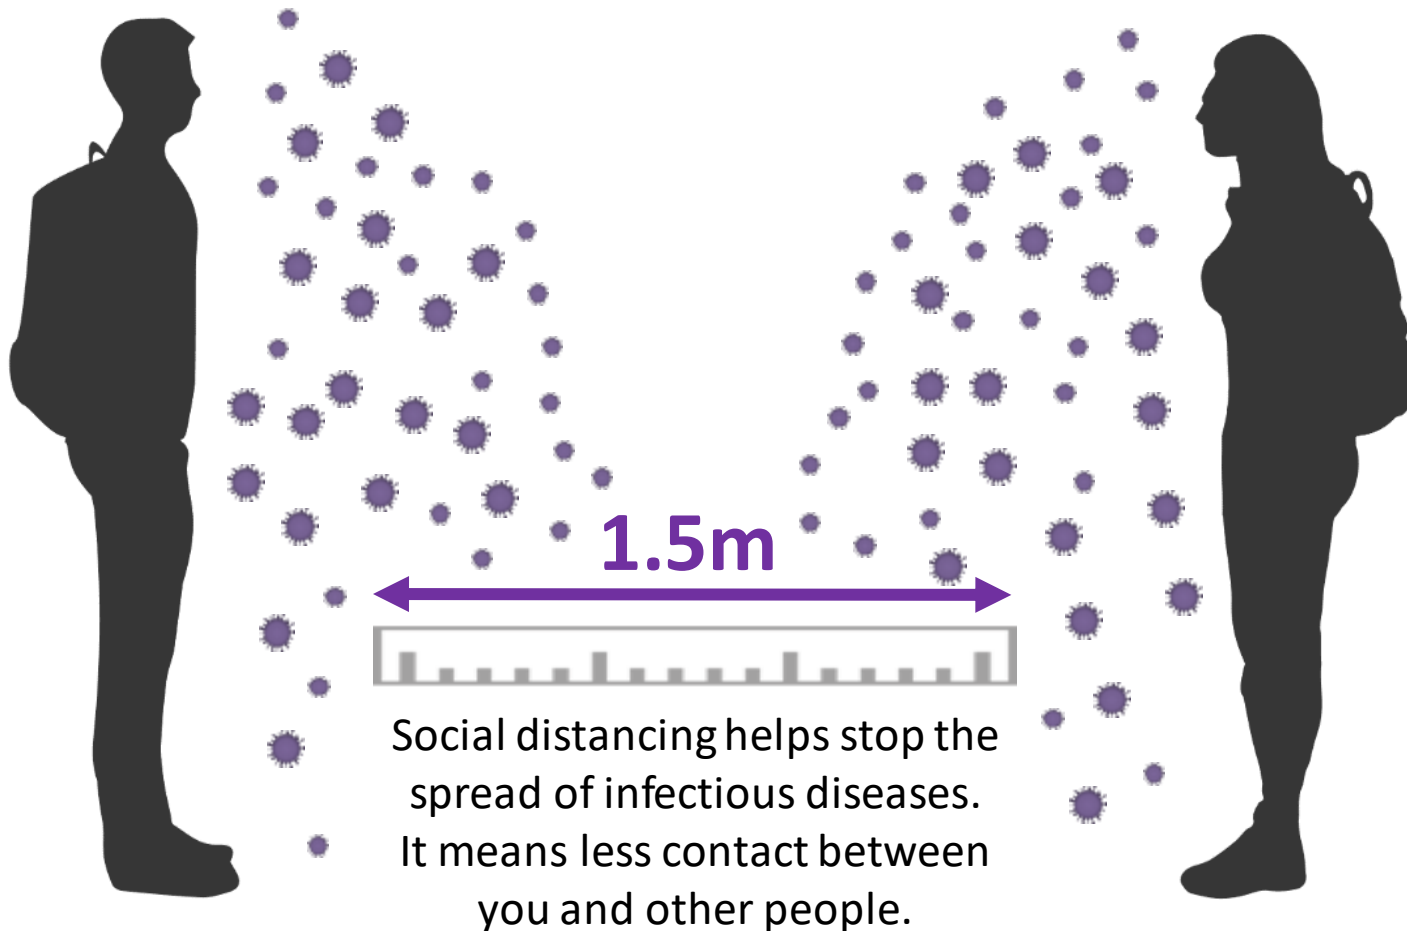 1.5m
Social distancing helps stop the
spread of infectious diseases.
It means less contact between
you and other people.